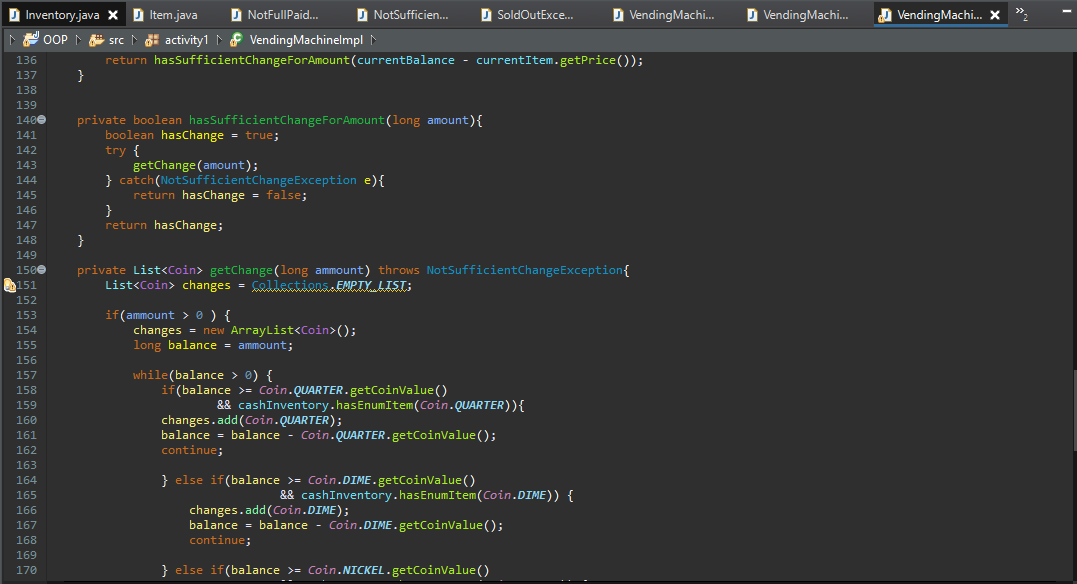 Inventory.java
Item.java
NotFullPaid...
NotSufficien...
SoldOutExce...
VendingMachi...
VendingMachi...
VendingMachi...
»2
OOP
src
activity1
VendingMachineImpl
136 return hasSufficientChangeForAmount(currentBalance - currentItem.getPrice());
137 }
138
139
140 private boolean hasSufficientChangeForAmount(long amount){
141 boolean hasChange = true;
142 try {
143 getChange(amount);
144 } catch(NotSufficientChangeException e){
145 return hasChange = false;
146 }
147 return hasChange;
148 }
149
150 private List<Coin> getChange(long ammount) throws NotSufficientChangeException{
151 List<Coin> changes = Collections.EMPTY_LIST;
152
153 if(ammount > 0 ) {
154 changes = new ArrayList<Coin>();
155 long balance = ammount;
156
157 while(balance > 0) {
158 if(balance >= Coin.QUARTER.getCoinValue()
159 && cashInventory.hasEnumItem(Coin.QUARTER)){
160 changes.add(Coin.QUARTER);
161 balance = balance - Coin.QUARTER.getCoinValue();
162 continue;
163
164 } else if(balance >= Coin.DIME.getCoinValue()
165 && cashInventory.hasEnumItem(Coin.DIME)) {
166 changes.add(Coin.DIME);
167 balance = balance - Coin.DIME.getCoinValue();
168 continue;
169
170 } else if(balance >= Coin.NICKEL.getCoinValue()